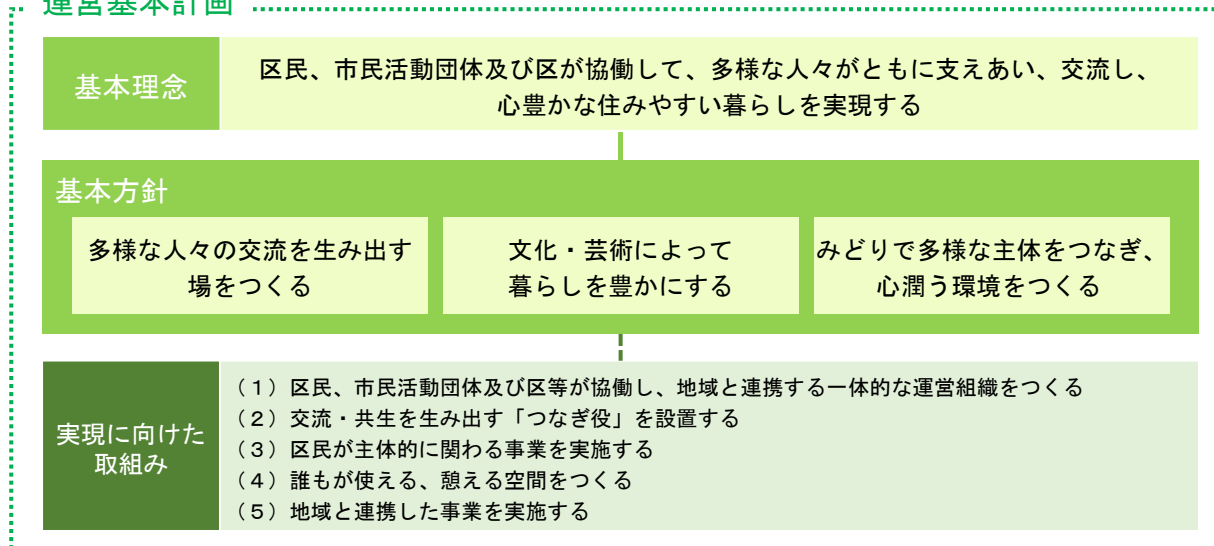 運営基本計画
基本理念
区民、市民活動団体及び区が協働して、多様な人々がともに支えあい、交流し、
心豊かな住みやすい暮らしを実現する
基本方針
多様な人々の交流を生み出す
場をつくる
文化・芸術によって
暮らしを豊かにする
みどりで多様な主体をつなぎ、
心潤う環境をつくる
実現に向けた
取組み
（１）区民、市民活動団体及び区等が協働し、地域と連携する一体的な運営組織をつくる
（２）交流・共生を生み出す「つなぎ役」を設置する
（３）区民が主体的に関わる事業を実施する
（４）誰もが使える、憩える空間をつくる
（５）地域と連携した事業を実施する